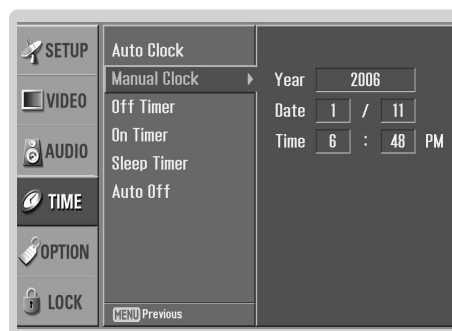 SETUP
VIDEO
AUDIO
TIME
OPTION
LOCK
Auto Clock
Manual Clock
Off Timer
On Timer
Sleep Timer
Auto Off
MENU Previous
Year 2006
Date 1 / 11
Time 6 : 48 PM